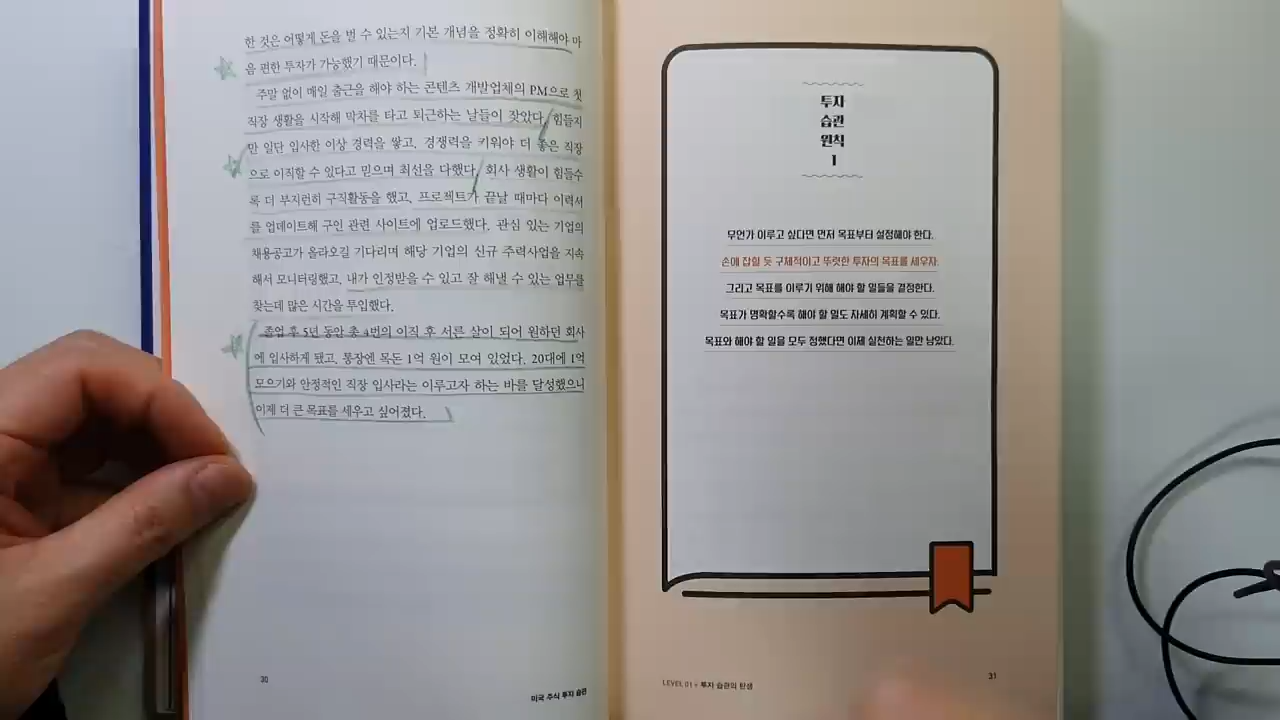 한 것은 어떻게 돈을 벌 수 있는지 기본 개념을 정확히 이해해야 마
음 편한 투자가 가능했기 때문이다.
주말 없이 매일 출근을 해야 하는 콘텐츠 개발업체의 PM으로 첫
직장 생활을 시작해 막차를 타고 퇴근하는 날들이 잦았다. 힘들지
만 일단 입사한 이상 경력을 쌓고, 경쟁력을 키워야 더 좋은 직장
으로 이직할 수 있다고 믿으며 최선을 다했다. 회사 생활이 힘들수
록 더 부지런히 구직활동을 했고, 프로젝트가 끝날 때마다 이력서
를 업데이트해 구인 관련 사이트에 업로드했다. 관심 있는 기업의
채용공고가 올라오길 기다리며 해당 기업의 신규 주력사업을 지속
해서 모니터링했고, 내가 인정받을 수 있고 잘 해낼 수 있는 업무를
찾는데 많은 시간을 투입했다.
졸업 후 5년 동안 총 4번의 이직 후 서른 살이 되어 원하던 회사
에 입사하게 됐고, 통장엔 목돈 1억 원이 모여 있었다. 20대에 1억
모으기와 안정적인 직장 입사라는 이루고자 하는 바를 달성했으니
이제 더 큰 목표를 세우고 싶어졌다.
30
미국 주식 투자 습관
투자
습관
원칙
1
무언가 이루고 싶다면 먼저 목표부터 설정해야 한다.
손에 잡힐 듯 구체적이고 뚜렷한 투자의 목표를 세우자.
그리고 목표를 이루기 위해 해야 할 일들을 결정한다.
목표가 명확할수록 해야 할 일도 자세히 계획할 수 있다.
목표와 해야 할 일을 모두 정했다면 이제 실천하는 일만 남았다.
LEVEL 01 + 투자 습관의 탄생
31